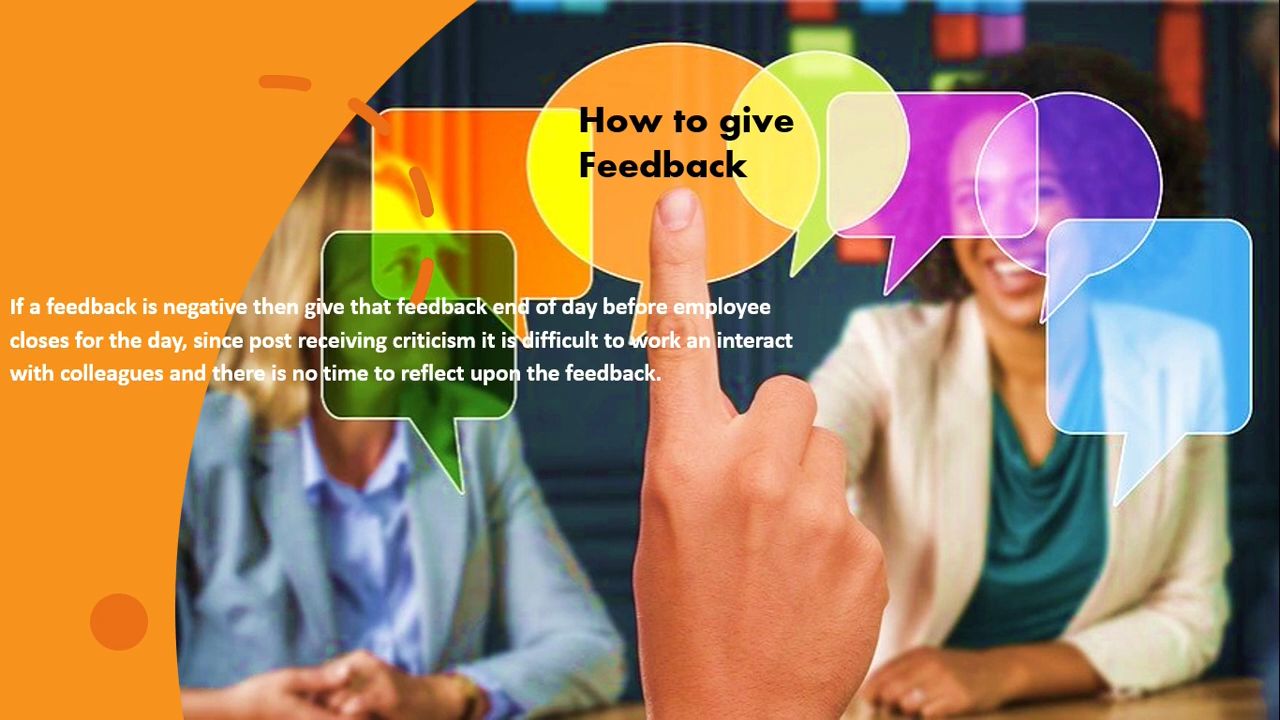 How to give
Feedback
If a feedback is negative then give that feedback end of day before employee
closes for the day, since post receiving criticism it is difficult to work an interact
with colleagues and there is no time to reflect upon the feedback.